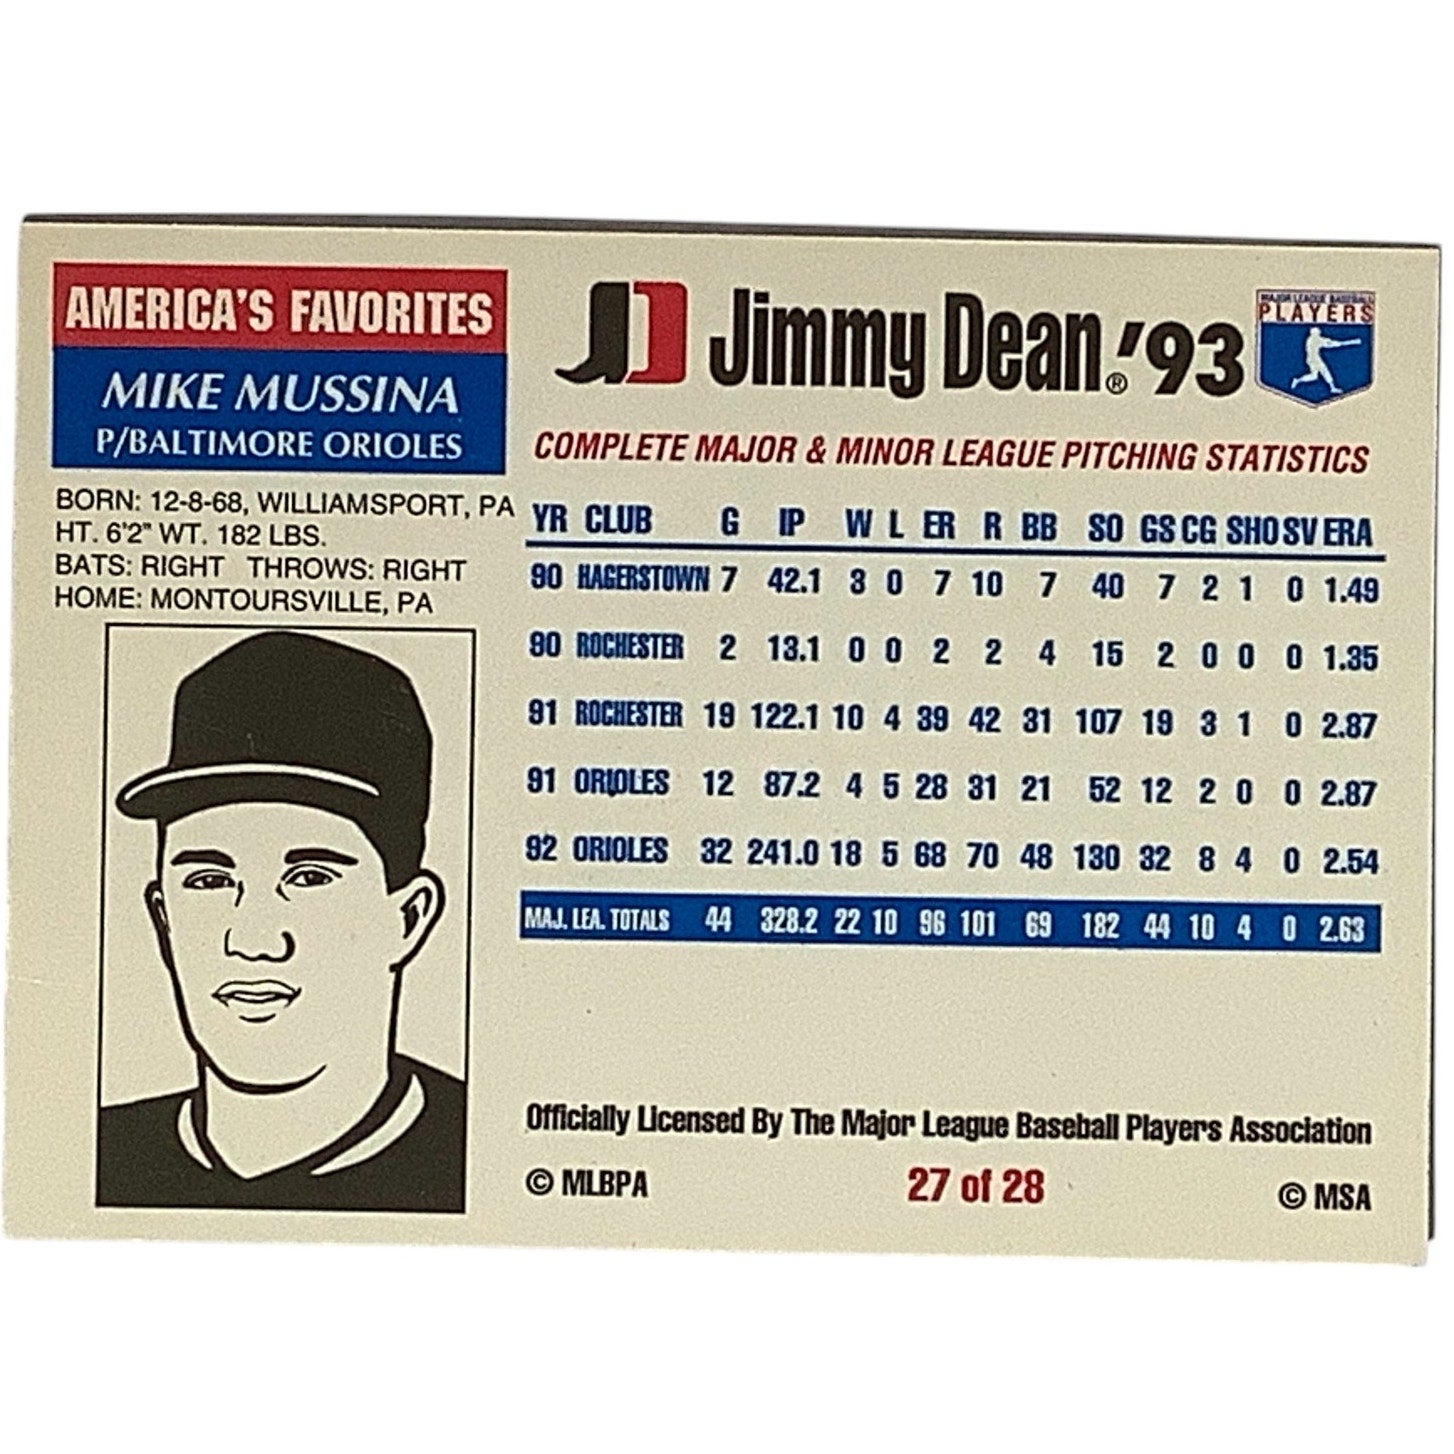 AMERICA'S FAVORITES
MIKE MUSSINA
P/BALTIMORE ORIOLES
BORN: 12-8-68, WILLIAMSPORT, PA
HT. 6'2" WT. 182 LBS.
BATS: RIGHT THROWS: RIGHT
HOME: MONTOURSVILLE, PA
JD Jimmy Dean®'93
MAJOR LEAGUE BASEBALL
PLAYERS
COMPLETE MAJOR & MINOR LEAGUE PITCHING STATISTICS
YR CLUB G IP W L ER R BB SO GS CG SHO SV ERA
90 HAGERSTOWN 7 42.1 3 0 7 10 7 40 7 2 1 0 1.49
90 ROCHESTER 2 13.1 0 0 2 2 4 15 2 0 0 0 1.35
91 ROCHESTER 19 122.1 10 4 39 42 31 107 19 3 1 0 2.87
91 ORIOLES 12 87.2 4 5 28 31 21 52 12 2 0 0 2.87
92 ORIOLES 32 241.0 18 5 68 70 48 130 32 8 4 0 2.54
MAJ. LEA. TOTALS 44 328.2 22 10 96 101 69 182 44 10 4 0 2.63
Officially Licensed By The Major League Baseball Players Association
© MLBPA 27 of 28 © MSA